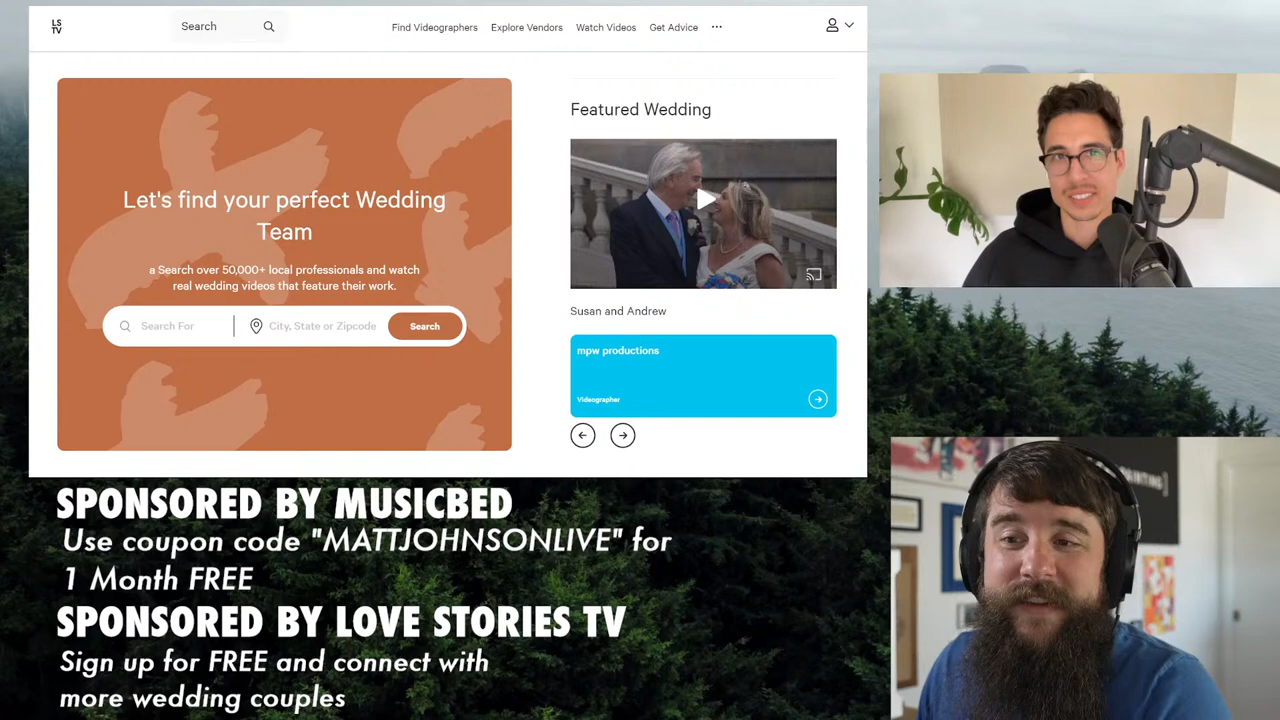 LS
TV
Search
Find Videographers
Explore Vendors
Watch Videos
Get Advice
Let's find your perfect Wedding
Team
a Search over 50,000+ local professionals and watch
real wedding videos that feature their work.
Search For
City, State or Zipcode
Search
Featured Wedding
Susan and Andrew
mpw productions
Videographer
SPONSORED BY MUSICBED
Use coupon code "MATTJOHNSONLIVE" for
1 Month FREE
SPONSORED BY LOVE STORIES TV
Sign up for FREE and connect with
more wedding couples